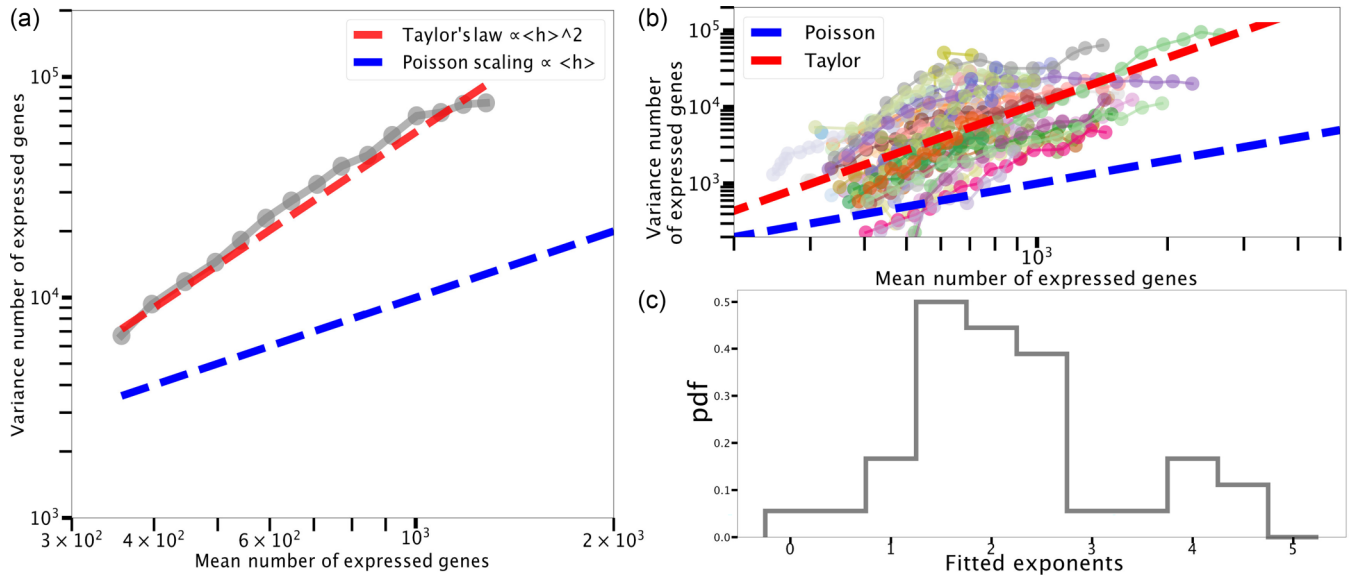 (a)
Variance number of expressed genes
10^5
10^4
10^3
Taylor's law ∝<h>^2
Poisson scaling ∝ <h>
3 × 10^2
4 × 10^2
6 × 10^2
10^3
2 × 10^3
Mean number of expressed genes
(b)
Variance number
of expressed genes
10^5
10^4
10^3
Poisson
Taylor
10^3
Mean number of expressed genes
(c)
pdf
0.5
0.4
0.3
0.2
0.1
0.0
0 1 2 3 4 5
Fitted exponents